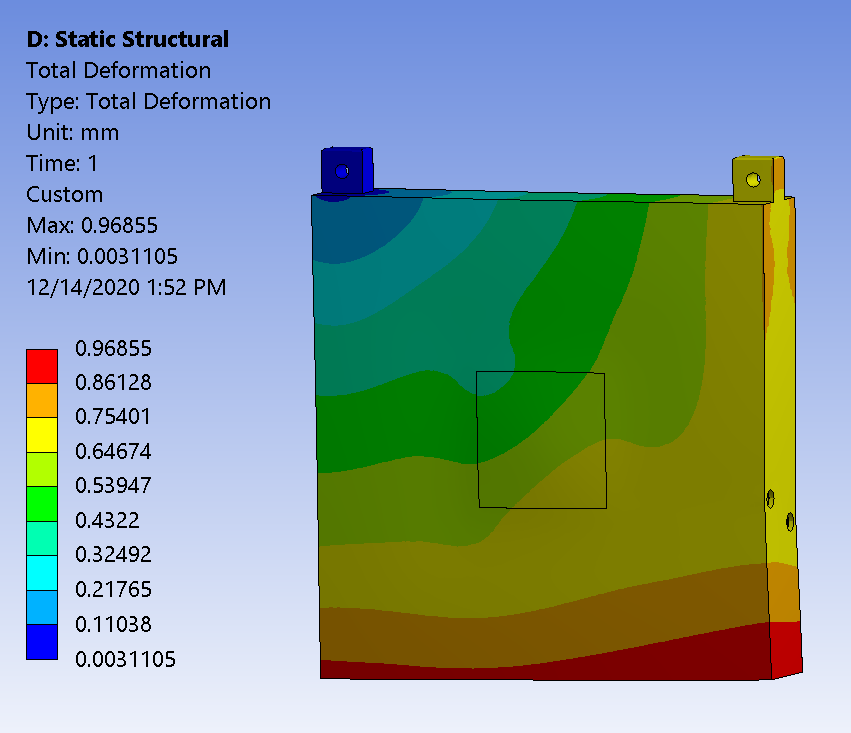 D: Static Structural
Total Deformation
Type: Total Deformation
Unit: mm
Time: 1
Custom
Max: 0.96855
Min: 0.0031105
12/14/2020 1:52 PM
0.96855
0.86128
0.75401
0.64674
0.53947
0.4322
0.32492
0.21765
0.11038
0.0031105